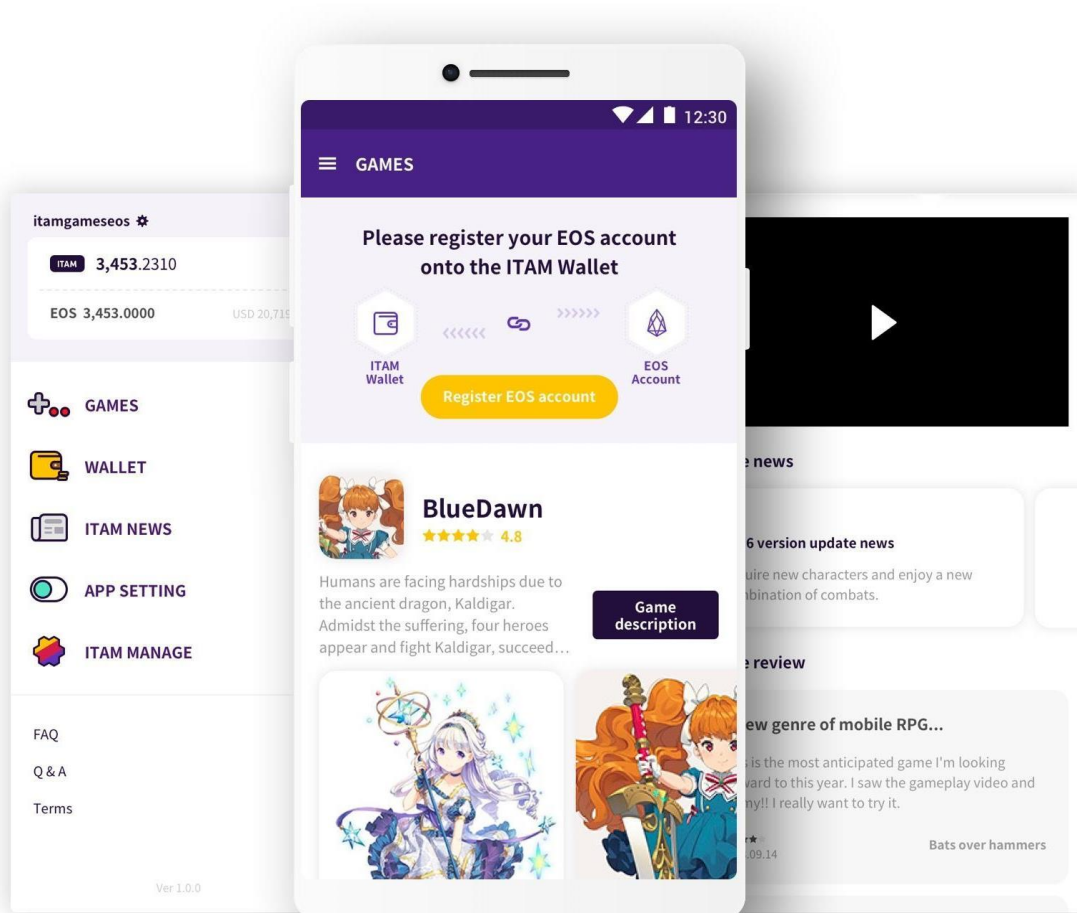 itamgameseos
ITAM 3,453.2310
EOS 3,453.0000 USD 20,719
GAMES
WALLET
ITAM NEWS
APP SETTING
ITAM MANAGE
FAQ
Q & A
Terms
Ver 1.0.0
12:30
GAMES
Please register your EOS account
onto the ITAM Wallet
ITAM
Wallet
EOS
Account
Register EOS account
BlueDawn
4.8
Humans are facing hardships due to
the ancient dragon, Kaldigar.
Admidst the suffering, four heroes
appear and fight Kaldigar, succeed…
Game
description
news
6 version update news
new characters and enjoy a new
of combats.
review
genre of mobile RPG...
is the most anticipated game I'm looking
to this year. I saw the gameplay video and
I really want to try it.
.09.14
Bats over hammers